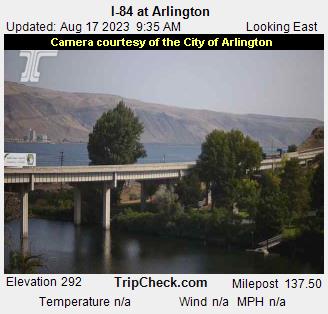 I-84 at Arlington
Updated: Aug 17 2023 9:35 AM Looking East
Camera courtesy of the City of Arlington
Elevation 292 TripCheck.com Milepost 137.50
Temperature n/a Wind n/a MPH n/a